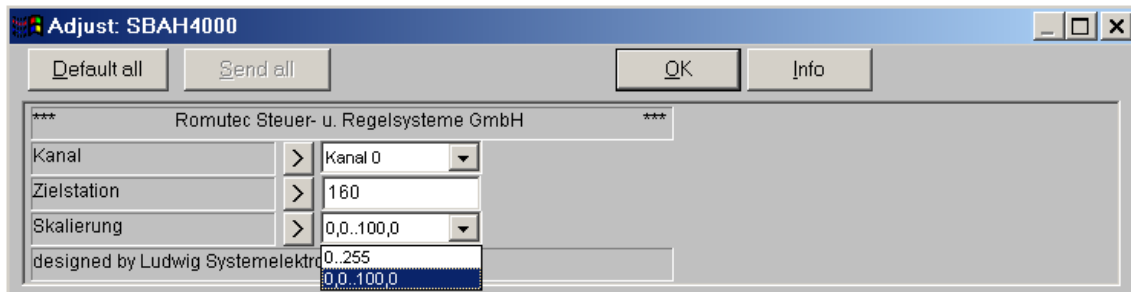 Adjust: SBAH4000
Default all Send all OK Info
*** Romutec Steuer- u. Regelsysteme GmbH ***
Kanal > Kanal 0
Zielstation > 160
Skalierung > 0,0..100,0
designed by Ludwig
0..255
0,0..100,0